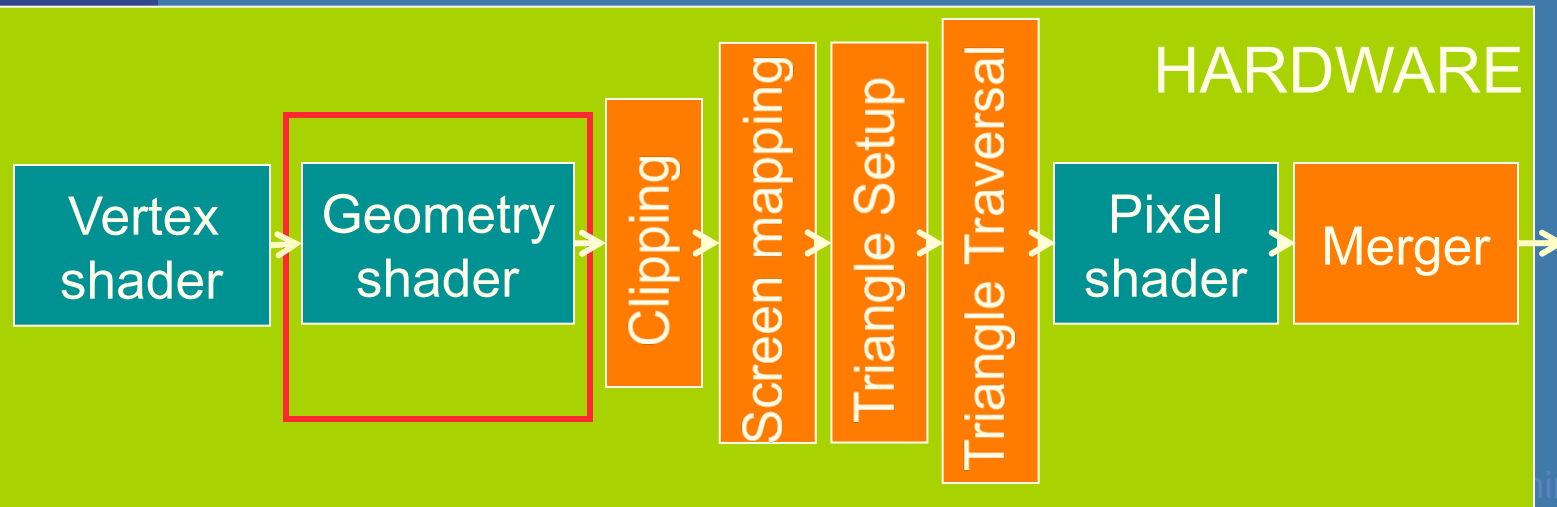 HARDWARE
Vertex
shader
Geometry
shader
Clipping
Screen mapping
Triangle Setup
Triangle Traversal
Pixel
shader
Merger